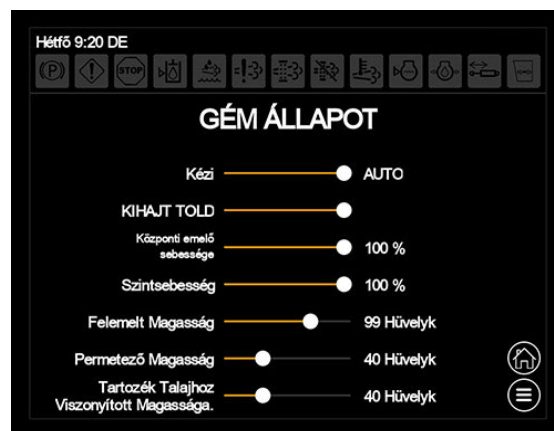 Hétfő 9:20 DE
(P) STOP
GÉM ÁLLAPOT
Kézi AUTO
KIHAJT TOLD
Központi emelő
sebessége 100 %
Szintsebesség 100 %
Felemelt Magasság 99 Hüvelyk
Permetező Magasság 40 Hüvelyk
Tartozék Talajhoz
Viszonyított Magassága. 40 Hüvelyk